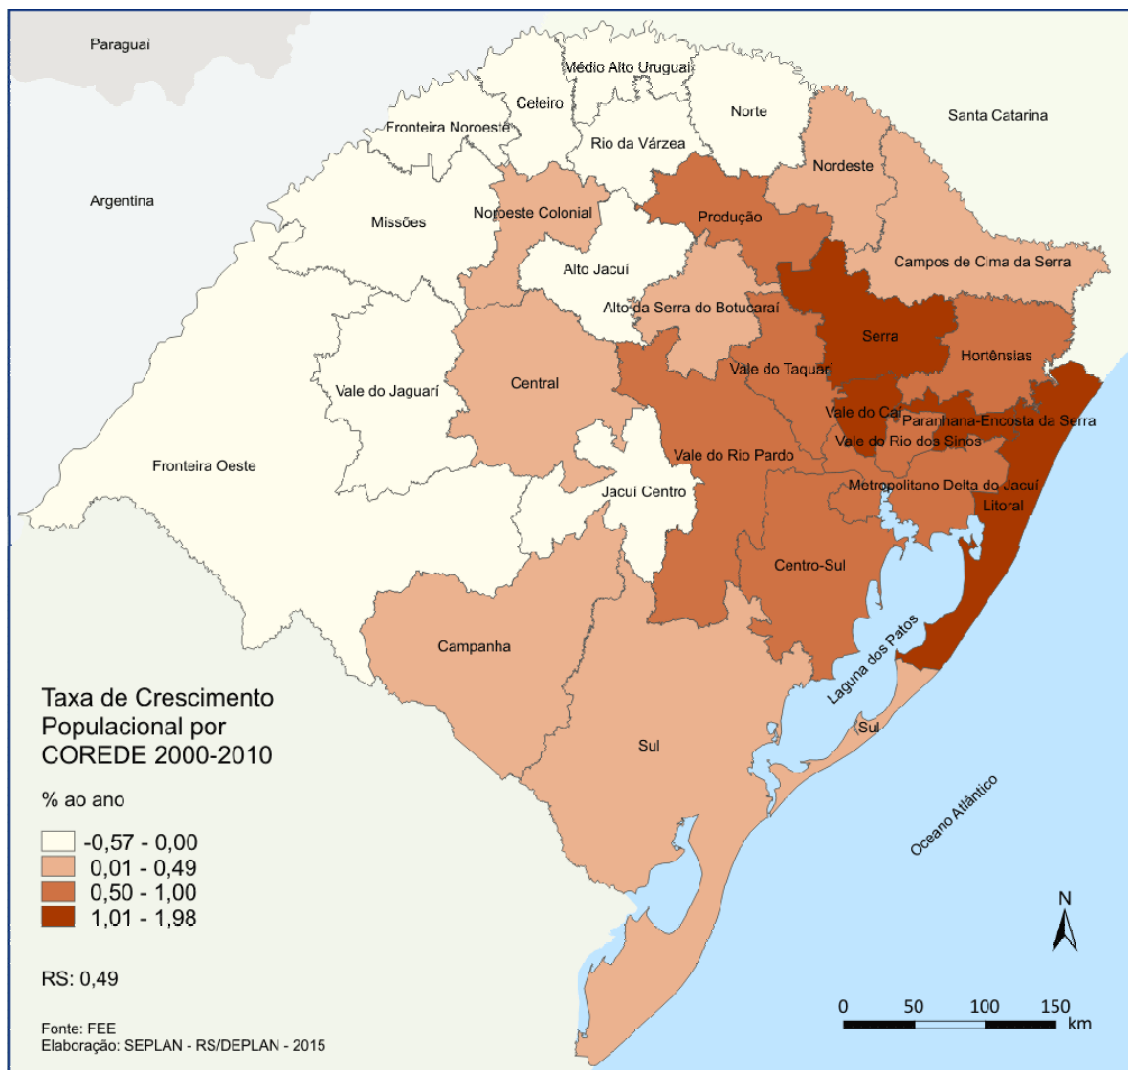 Paraguai
Médio Alto Uruguai
Celeiro
Norte
Santa Catarina
Fronteira Noroeste
Rio da Várzea
Nordeste
Argentina
Missões
Noroeste Colonial
Produção
Alto Jacuí
Campos de Cima da Serra
Alto da Serra do Botucaraí
Serra
Hortênsias
Vale do Taquari
Central
Vale do Jaguarí
Vale do Caí
Paranhana-Encosta da Serra
Vale do Rio dos Sinos
Vale do Rio Pardo
Fronteira Oeste
Metropolitano Delta do Jacuí
Jacuí Centro
Litoral
Centro-Sul
Campanha
Laguna dos Patos
Sul
Sul
Oceano Atlântico
Taxa de Crescimento
Populacional por
COREDE 2000-2010
% ao ano
-0,57 - 0,00
0,01 - 0,49
0,50 - 1,00
1,01 - 1,98
RS: 0,49
Fonte: FEE
Elaboração: SEPLAN - RS/DEPLAN - 2015
N
0 50 100 150
km